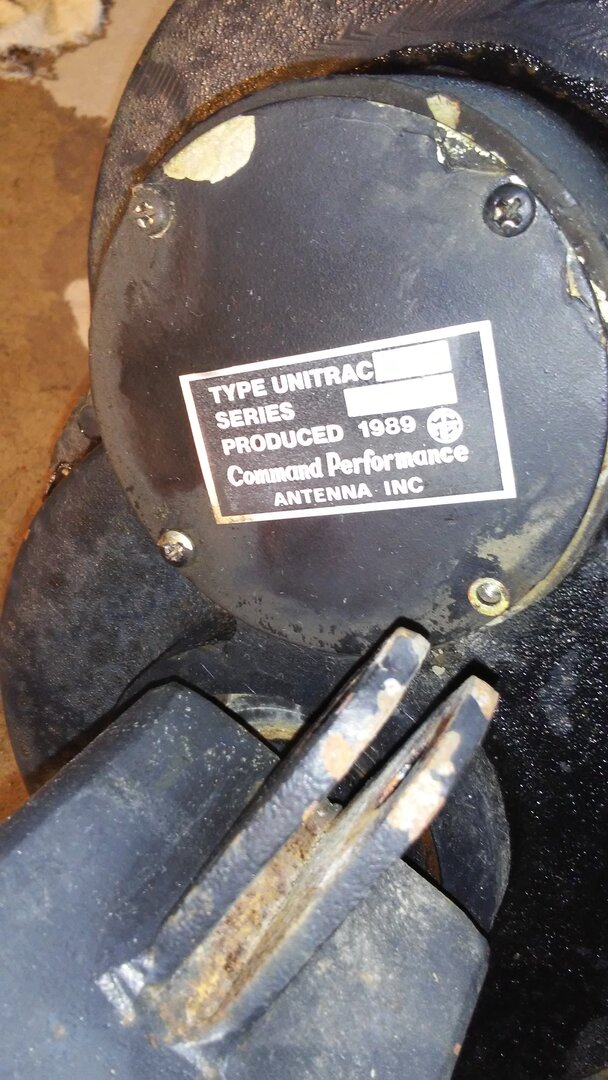 TYPE UNITRAC
SERIES
PRODUCED 1989
Command Performance
ANTENNA INC